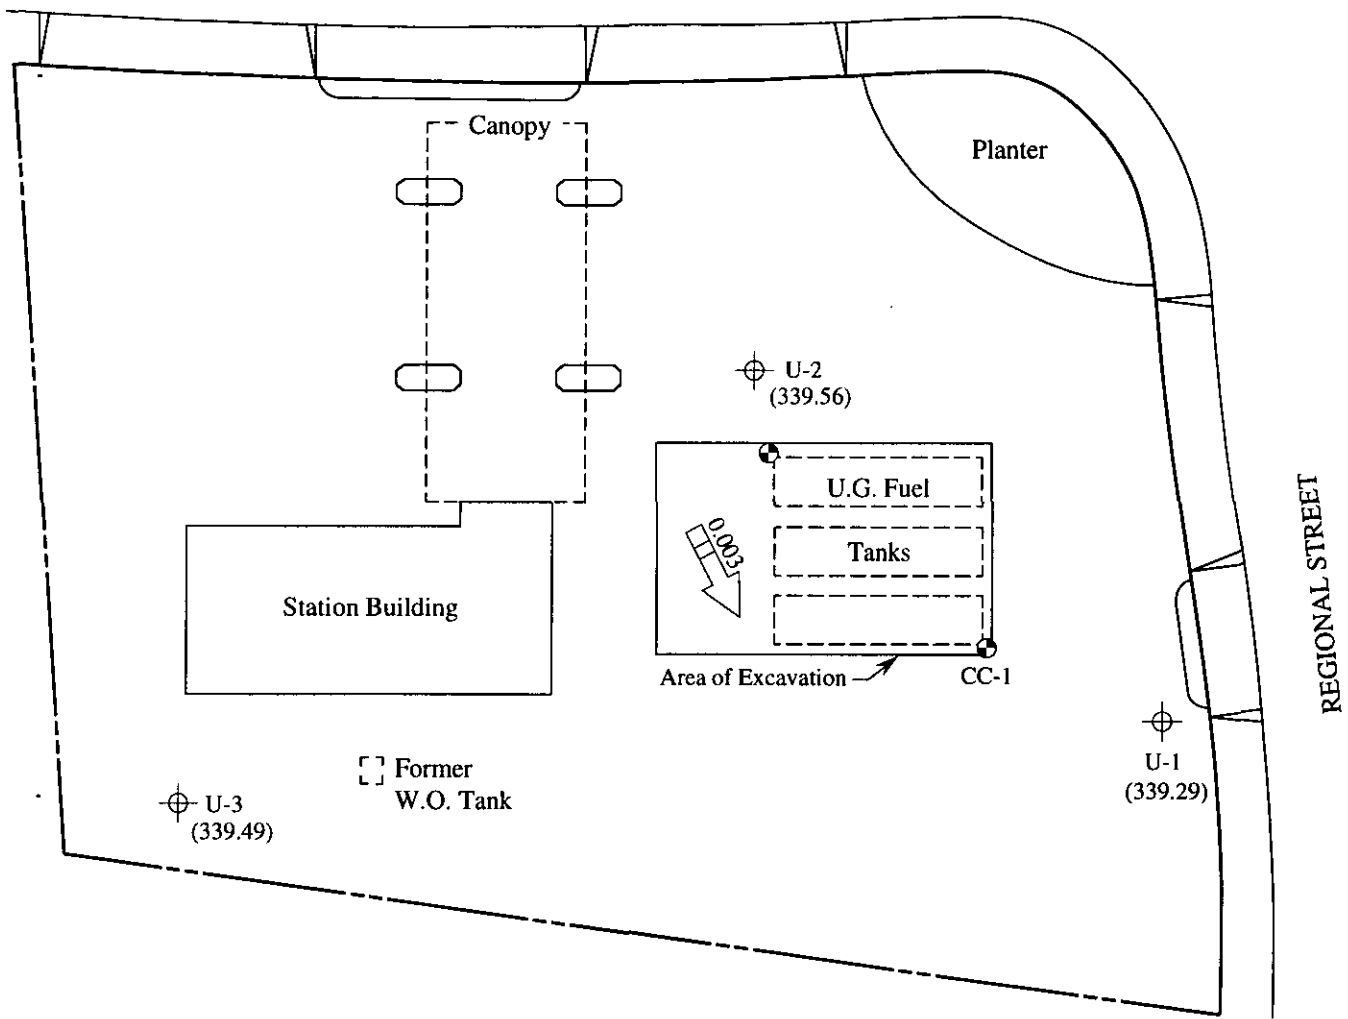 Canopy
Planter
U-2
(339.56)
U.G. Fuel
Tanks
0.003
Station Building
Area of Excavation
CC-1
REGIONAL STREET
U-1
(339.29)
Former
W.O. Tank
U-3
(339.49)